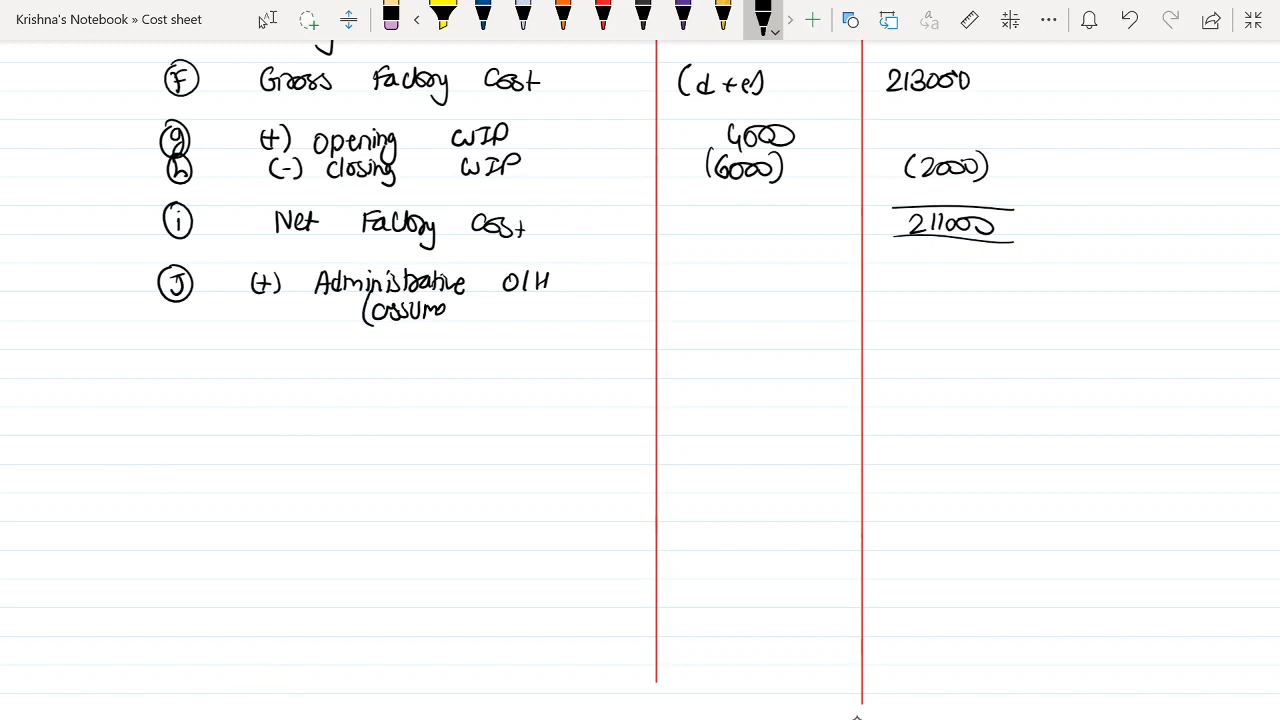 Krishna's Notebook » Cost sheet
F Gross Factory Cost (d+e) 213000
g (+) Opening WIP 4000
h (-) Closing WIP (6000) (2000)
i Net Factory Cost 211000
J (+) Administrative O/H
(assume